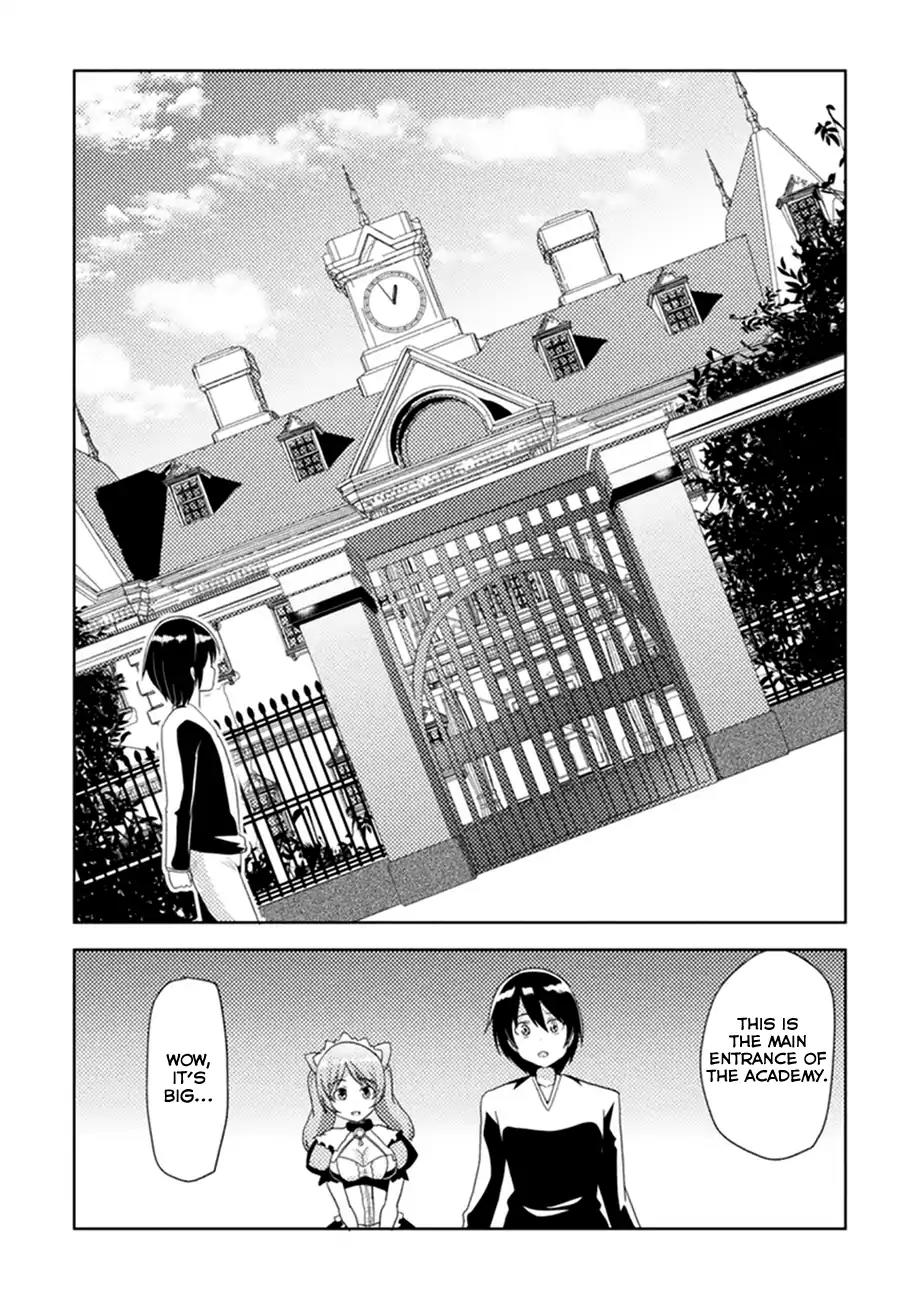 THIS IS
THE MAIN
ENTRANCE OF
THE ACADEMY.
WOW,
IT'S
BIG...